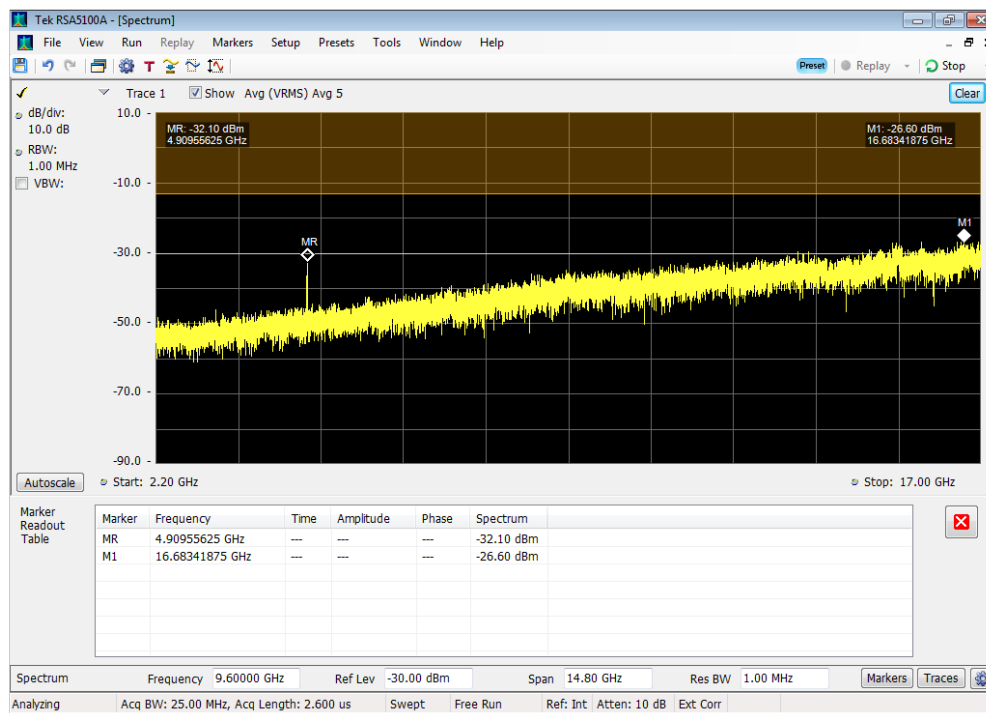 Tek RSA5100A - [Spectrum]
File View Run Replay Markers Setup Presets Tools Window Help
T Preset Replay Stop
Trace 1 Show Avg (VRMS) Avg 5 Clear
dB/div:
10.0 dB
RBW:
1.00 MHz
VBW:
10.0
-10.0
-30.0
-50.0
-70.0
-90.0
MR: -32.10 dBm
4.90955625 GHz
M1: -26.60 dBm
16.68341875 GHz
M1
MR
Autoscale Start: 2.20 GHz Stop: 17.00 GHz
Marker
Readout
Table
Marker Frequency Time Amplitude Phase Spectrum
MR 4.90955625 GHz --- --- --- -32.10 dBm
M1 16.68341875 GHz --- --- --- -26.60 dBm
Spectrum Frequency 9.60000 GHz Ref Lev -30.00 dBm Span 14.80 GHz Res BW 1.00 MHz Markers Traces
Analyzing Acq BW: 25.00 MHz, Acq Length: 2.600 us Swept Free Run Ref: Int Atten: 10 dB Ext Corr